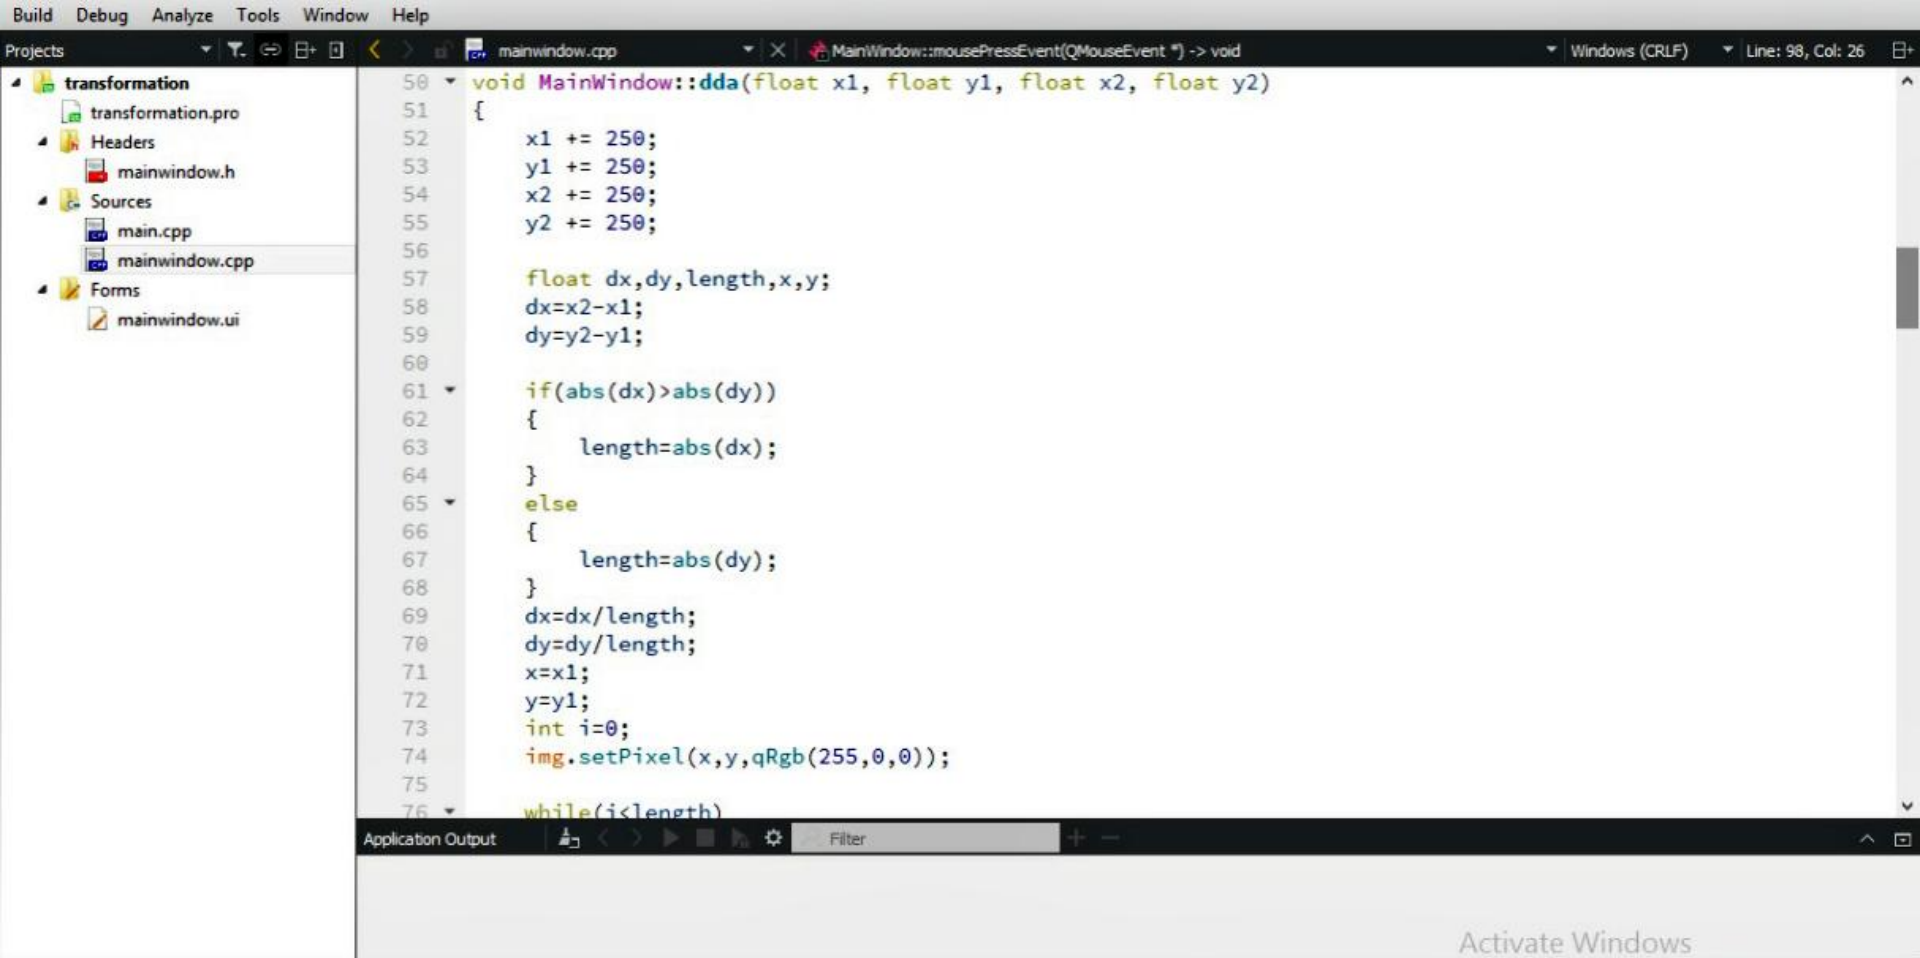 Build Debug Analyze Tools Window Help
Projects
mainwindow.cpp
MainWindow::mousePressEvent(QMouseEvent *) -> void
Windows (CRLF)
Line: 98, Col: 26
transformation
transformation.pro
Headers
mainwindow.h
Sources
main.cpp
mainwindow.cpp
Forms
mainwindow.ui
50 void MainWindow::dda(float x1, float y1, float x2, float y2)
51 {
52     x1 += 250;
53     y1 += 250;
54     x2 += 250;
55     y2 += 250;
56
57     float dx,dy,length,x,y;
58     dx=x2-x1;
59     dy=y2-y1;
60
61     if(abs(dx)>abs(dy))
62     {
63         length=abs(dx);
64     }
65     else
66     {
67         length=abs(dy);
68     }
69     dx=dx/length;
70     dy=dy/length;
71     x=x1;
72     y=y1;
73     int i=0;
74     img.setPixel(x,y,qRgb(255,0,0));
75
76     while(i<length)
Application Output
Filter
Activate Windows